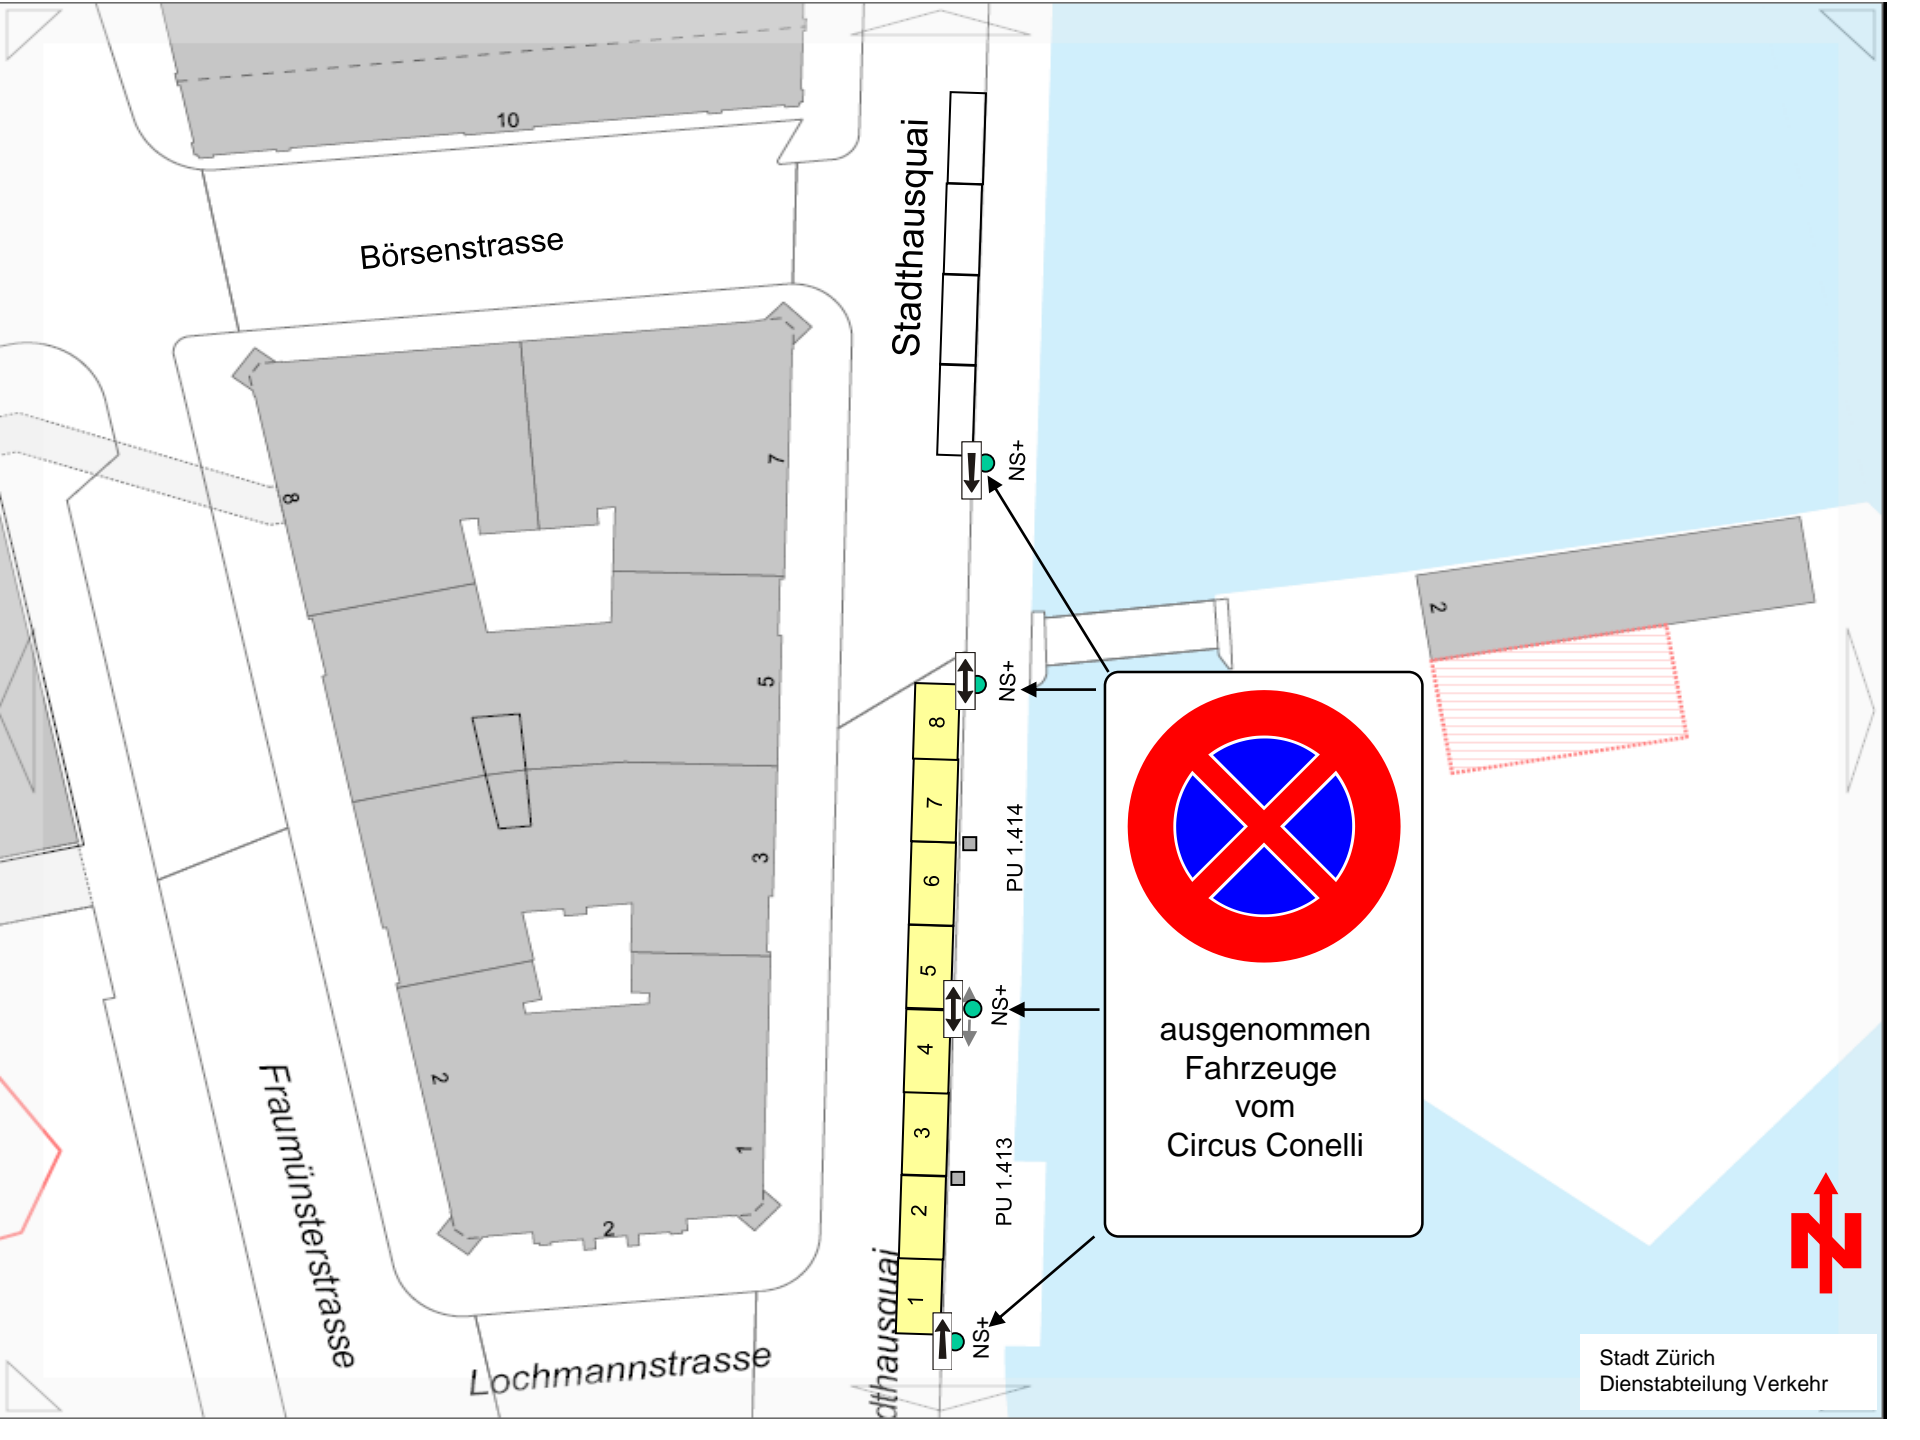 10
Börsenstrasse
Stadthausquai
8
7
NS+
5
3
2
1
2
NS+
8
7
6
5
4
3
2
1
PU 1.414
NS+
PU 1.413
NS+
2
ausgenommen
Fahrzeuge
vom
Circus Conelli
Fraumünsterstrasse
Lochmannstrasse
dthausquai
N
Stadt Zürich
Dienstabteilung Verkehr